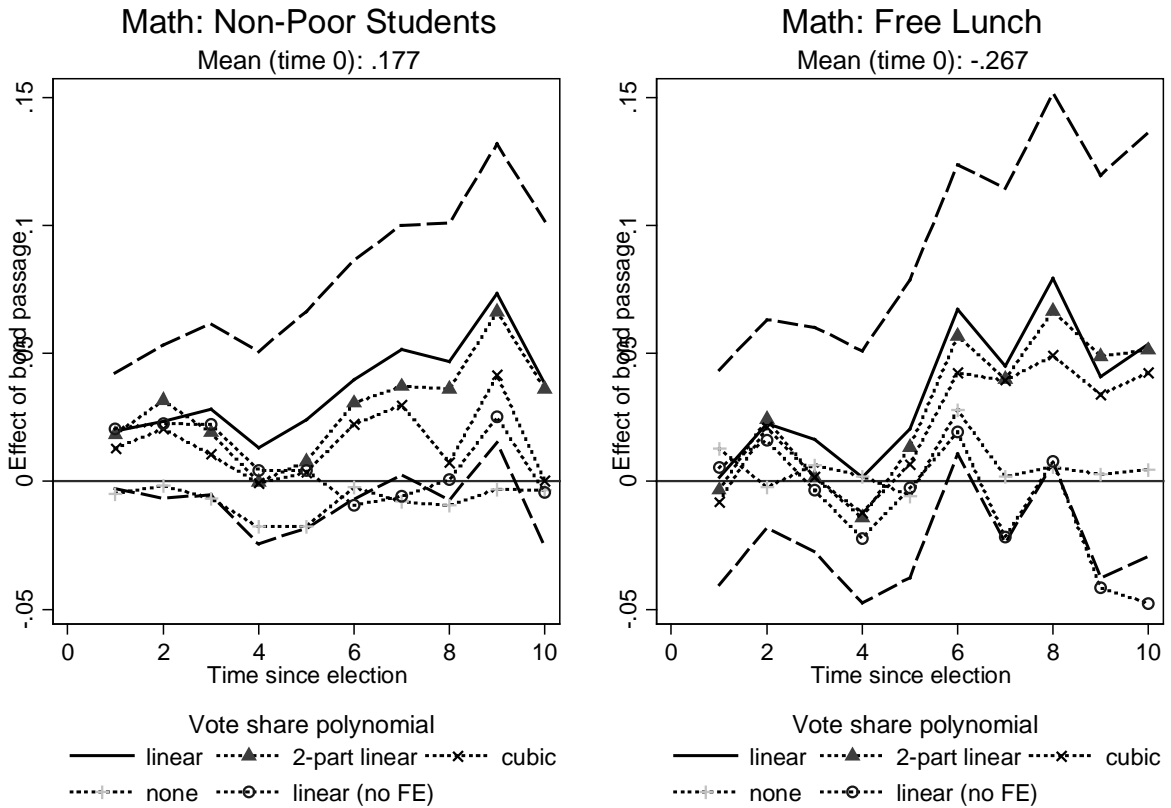 Math: Non-Poor Students
Mean (time 0): .177
Effect of bond passage
.15
.1
.05
0
-.05
0 2 4 6 8 10
Time since election
Vote share polynomial
linear 2-part linear cubic
none linear (no FE)
Math: Free Lunch
Mean (time 0): -.267
Effect of bond passage
.15
.1
.05
0
-.05
0 2 4 6 8 10
Time since election
Vote share polynomial
linear 2-part linear cubic
none linear (no FE)